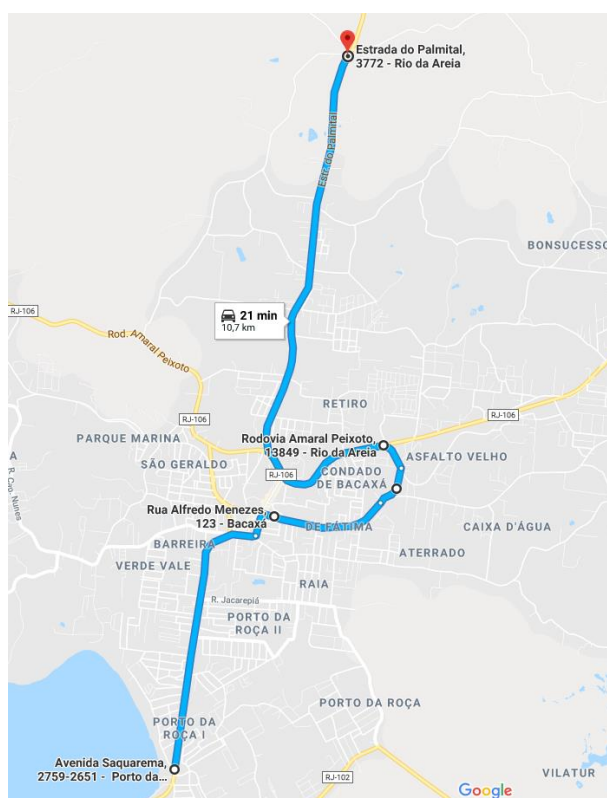 Estrada do Palmital,
3772 - Rio da Areia
Estr. do Palmital
BONSUCESSO
RJ-106
21 min
10,7 km
Rod. Amaral Peixoto
RETIRO
RJ-106
RJ-106
PARQUE MARINA
Rodovia Amaral Peixoto,
13849 - Rio da Areia
ASFALTO VELHO
SÃO GERALDO
RJ-106
CONDADO
DE BACAXÁ
R. Cap. Nunes
A
Rua Alfredo Menezes,
123 - Bacaxá
DE FÁTIMA
CAIXA D'ÁGUA
BARREIRA
ATERRADO
VERDE VALE
RAIA
R. Jacarepiá
PORTO DA
ROÇA II
PORTO DA ROÇA
PORTO DA
ROÇA I
Avenida Saquarema,
2759-2651 - Porto da...
RJ-102
VILATUR
Google